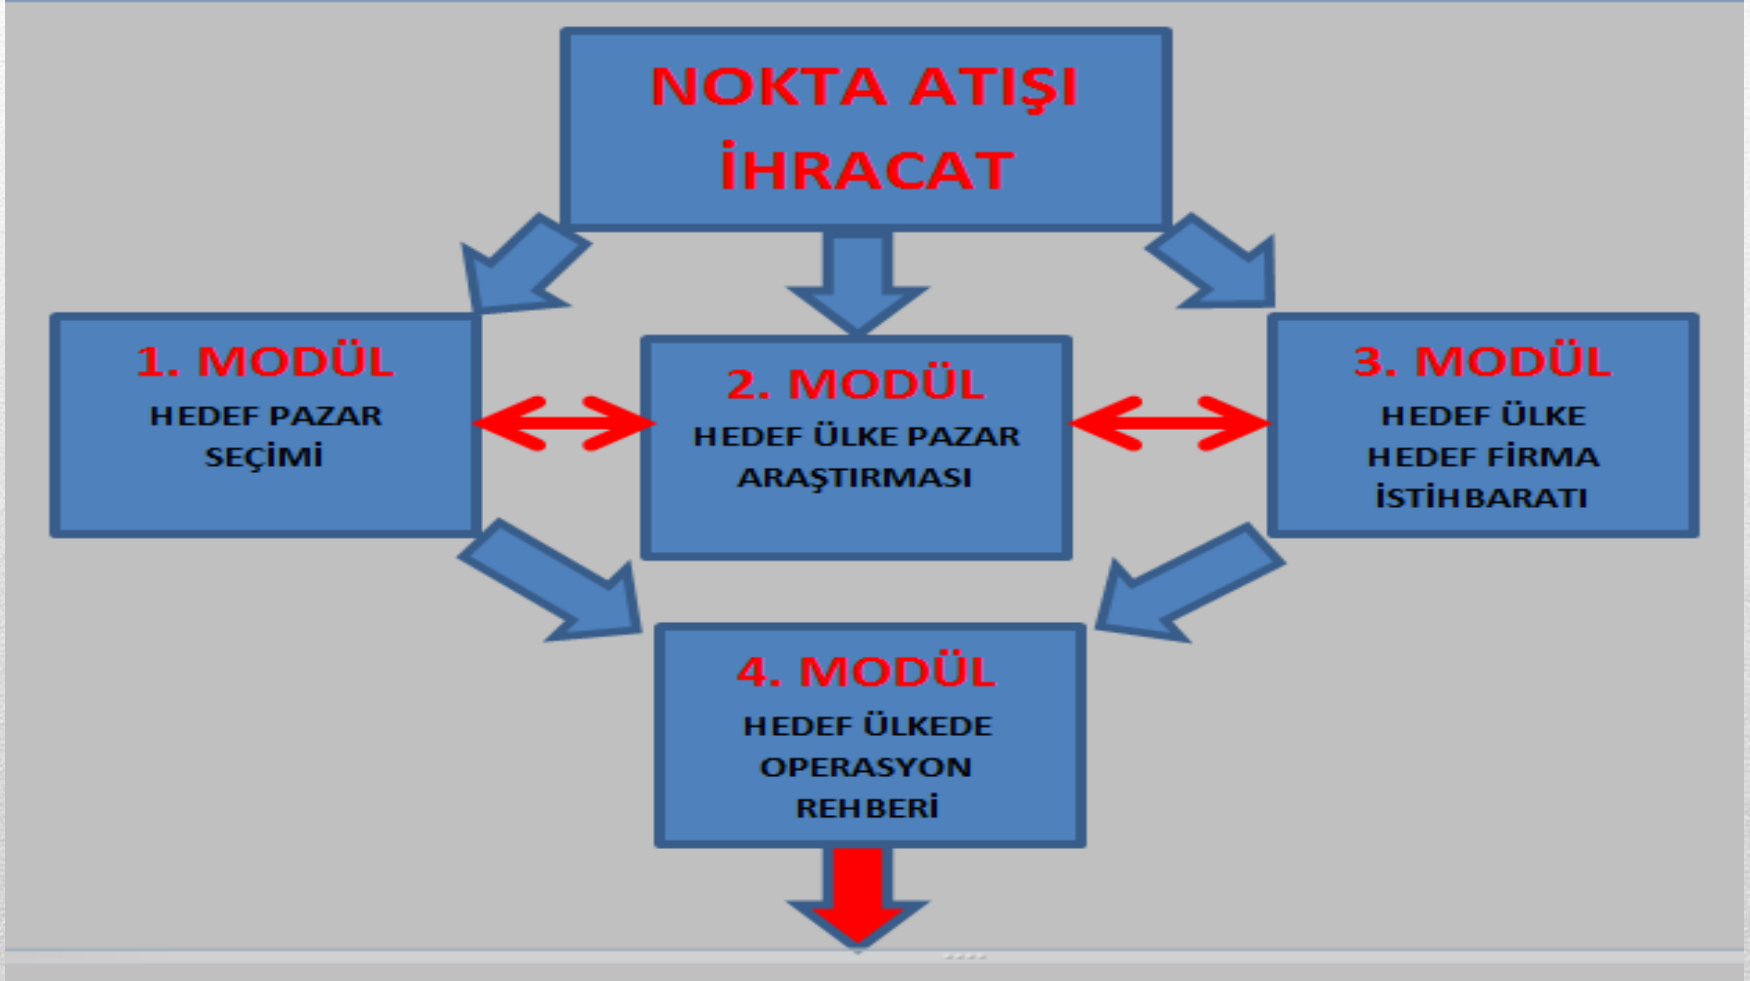 NOKTA ATIŞI
İHRACAT
1. MODÜL
HEDEF PAZAR
SEÇİMİ
2. MODÜL
HEDEF ÜLKE PAZAR
ARAŞTIRMASI
3. MODÜL
HEDEF ÜLKE
HEDEF FİRMA
İSTİHBARATI
4. MODÜL
HEDEF ÜLKEDE
OPERASYON
REHBERİ